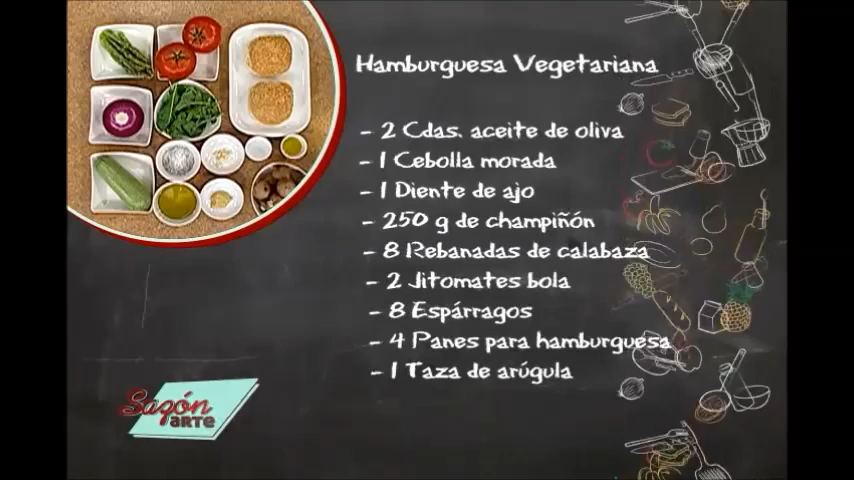 Hamburguesa Vegetariana
- 2 Cdas. aceite de oliva
- 1 Cebolla morada
- 1 Diente de ajo
- 250 g de champiñón
- 8 Rebanadas de calabaza
- 2 Jitomates bola
- 8 Espárragos
- 4 Panes para hamburguesa
- 1 Taza de arúgula
Sazón
ARTE